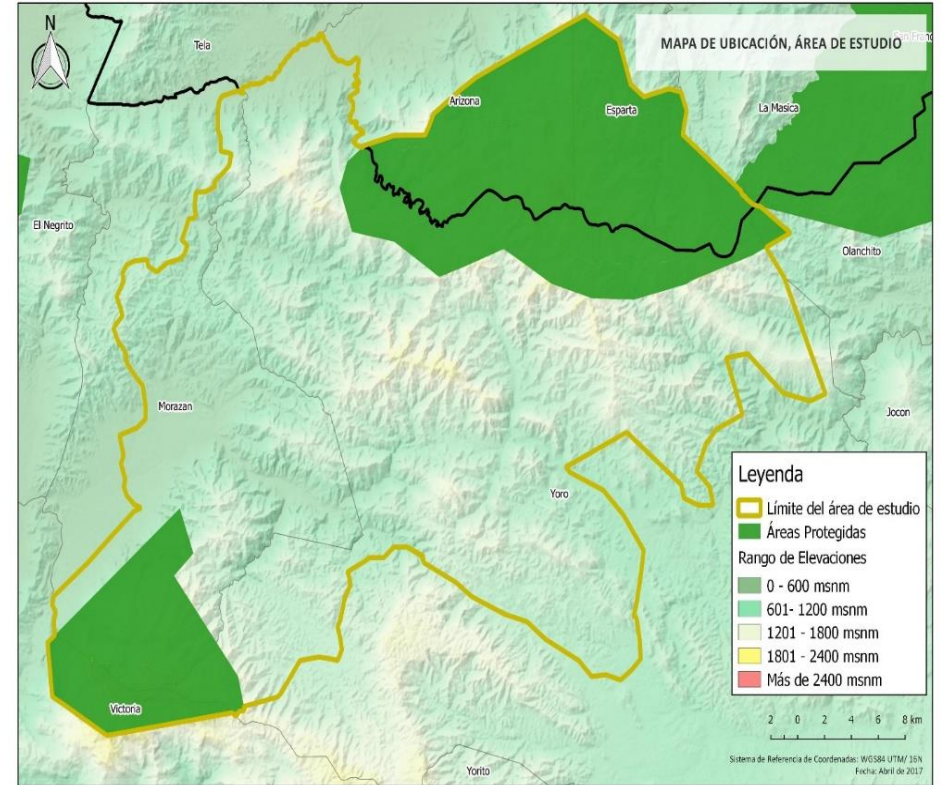 N
MAPA DE UBICACIÓN, ÁREA DE ESTUDIO
Tela
Arizona
Esparta
La Masica
El Negrito
Olanchito
Morazan
Jocon
Yoro
Victoria
Yorito
Leyenda
Límite del área de estudio
Áreas Protegidas
Rango de Elevaciones
0 - 600 msnm
601- 1200 msnm
1201 - 1800 msnm
1801 - 2400 msnm
Más de 2400 msnm
2 0 2 4 6 8 km
Sistema de Referencia de Coordenadas: WGS84 UTM/ 16N
Fecha: Abril de 2017